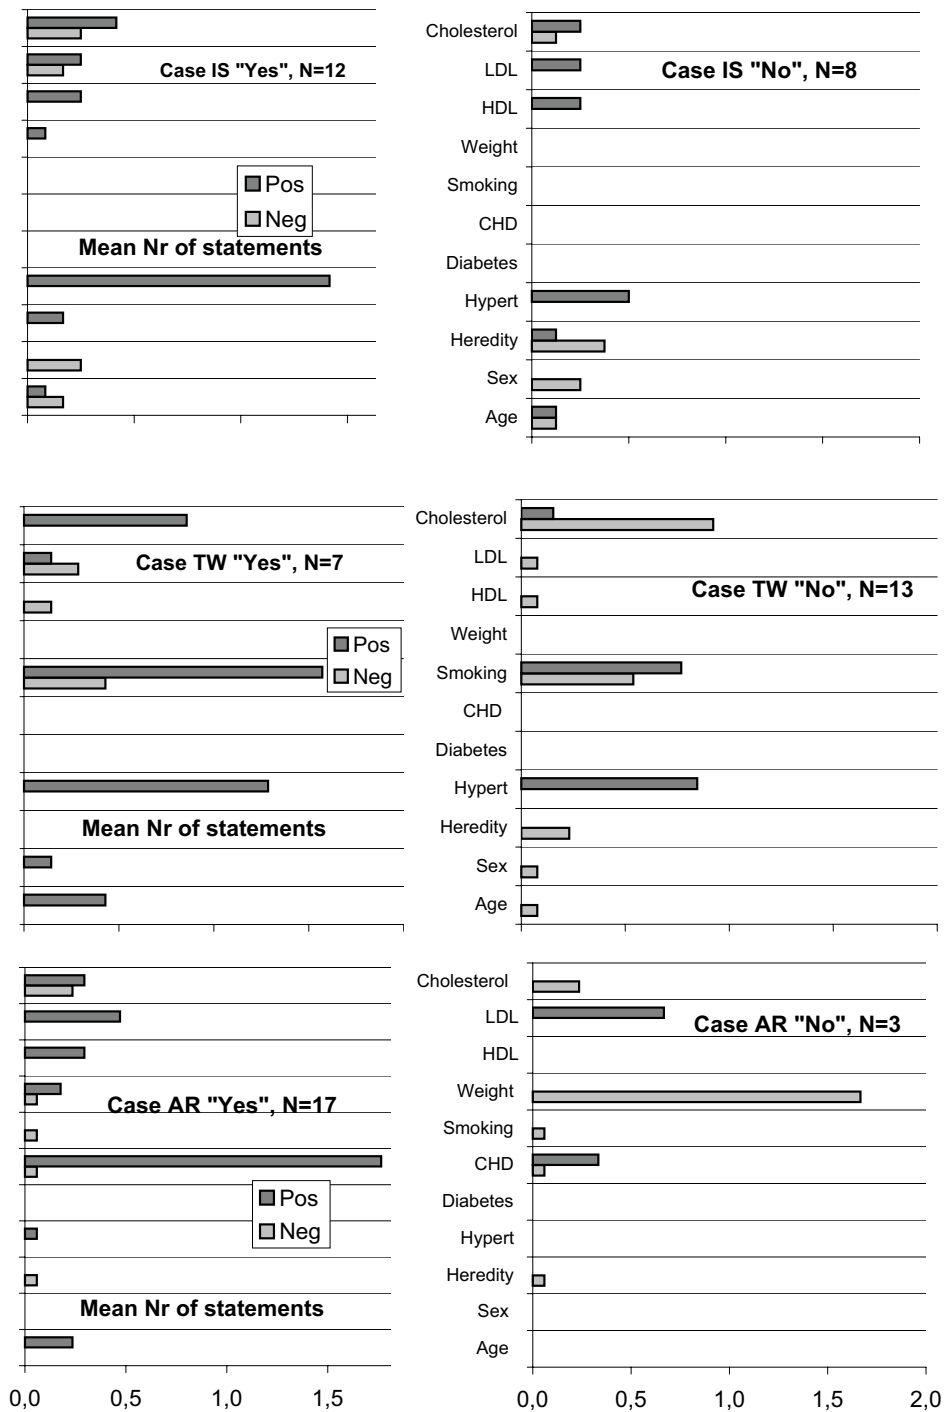 Case IS "Yes", N=12
Pos
Neg
Mean Nr of statements
Cholesterol
LDL
HDL
Weight
Smoking
CHD
Diabetes
Hypert
Heredity
Sex
Age
Case IS "No", N=8
Case TW "Yes", N=7
Pos
Neg
Mean Nr of statements
Cholesterol
LDL
HDL
Weight
Smoking
CHD
Diabetes
Hypert
Heredity
Sex
Age
Case TW "No", N=13
Case AR "Yes", N=17
Pos
Neg
Mean Nr of statements
0,0 0,5 1,0 1,5
Cholesterol
LDL
HDL
Weight
Smoking
CHD
Diabetes
Hypert
Heredity
Sex
Age
Case AR "No", N=3
0,0 0,5 1,0 1,5 2,0